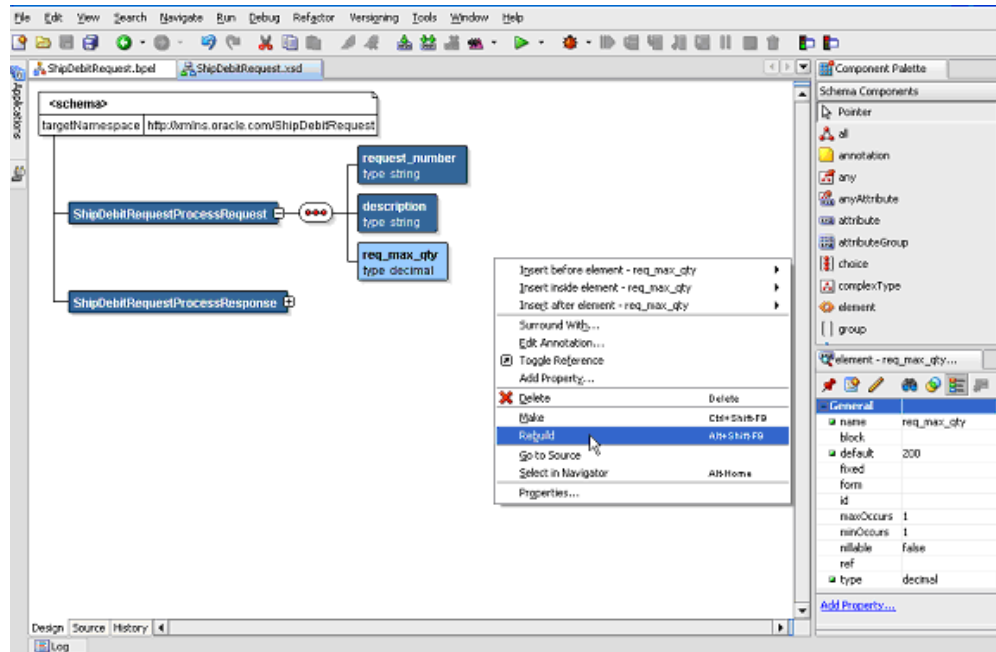 File Edit View Search Navigate Run Debug Refactor Versioning Tools Window Help
ShipDebitRequest.bpel ShipDebitRequest.xsd
Applications
<schema>
targetNamespace http://xmlns.oracle.com/ShipDebitRequest
request_number
type string
ShipDebitRequestProcessRequest
description
type string
req_max_qty
type decimal
ShipDebitRequestProcessResponse
Insert before element - req_max_qty
Insert inside element - req_max_qty
Insert after element - req_max_qty
Surround With...
Edit Annotation...
Toggle Reference
Add Property...
Delete Delete
Make Ctrl+Shift-F9
Rebuild Alt+Shift-F9
Go to Source
Select in Navigator Alt-Home
Properties...
Design Source History
Log
Component Palette
Schema Components
Pointer
all
annotation
any
anyAttribute
attribute
attributeGroup
choice
complexType
element
group
element - req_max_qty...
General
name req_max_qty
block
default 200
fixed
form
id
maxOccurs 1
minOccurs 1
nillable false
ref
type decimal
Add Property...